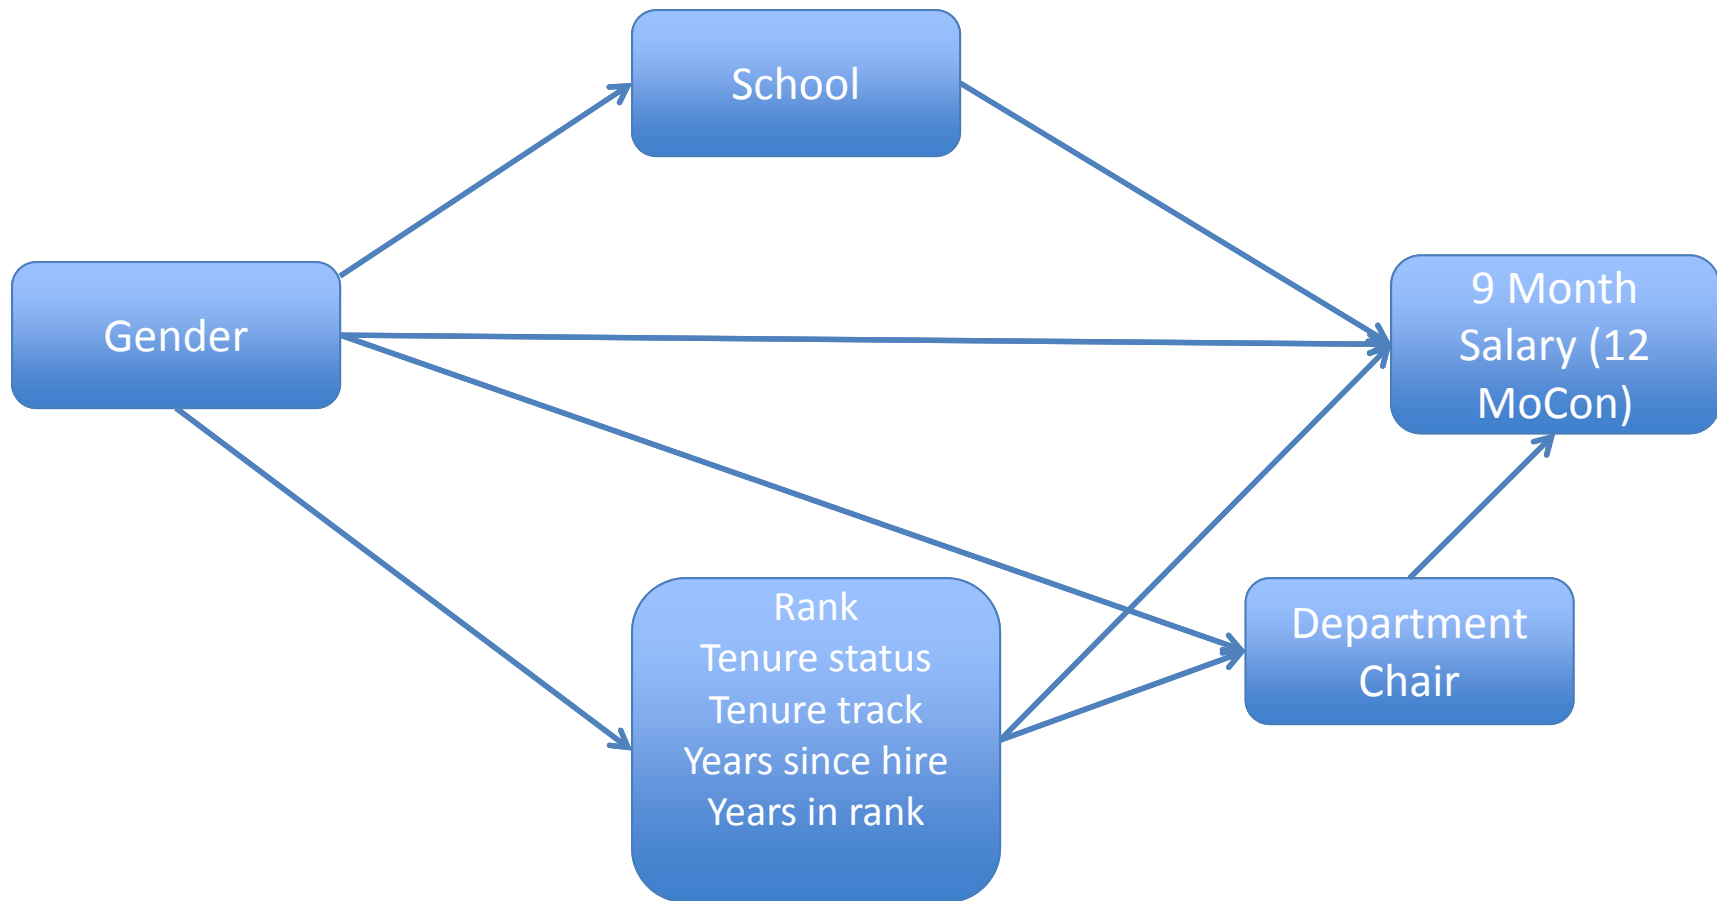 School
Gender
9 Month
Salary (12
MoCon)
Rank
Tenure status
Tenure track
Years since hire
Years in rank
Department
Chair